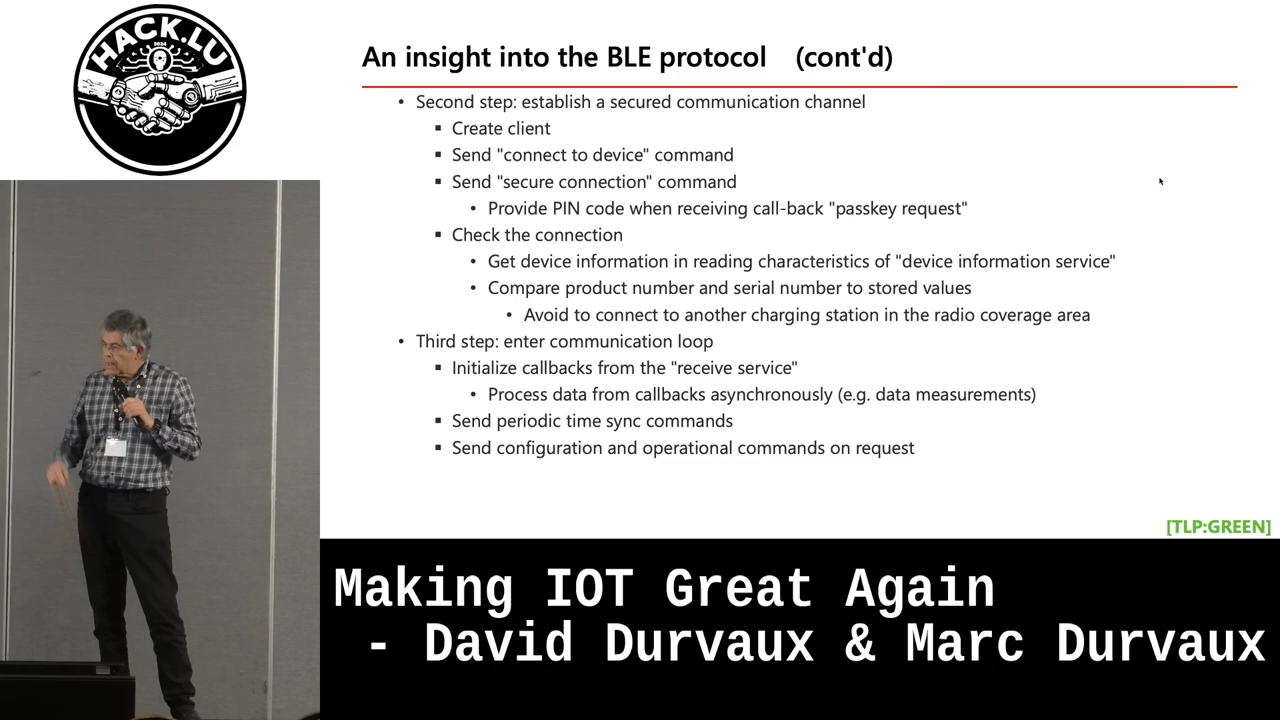 HACK.LU
2024
An insight into the BLE protocol (cont'd)
• Second step: establish a secured communication channel
▪ Create client
▪ Send "connect to device" command
▪ Send "secure connection" command
• Provide PIN code when receiving call-back "passkey request"
▪ Check the connection
• Get device information in reading characteristics of "device information service"
• Compare product number and serial number to stored values
• Avoid to connect to another charging station in the radio coverage area
• Third step: enter communication loop
▪ Initialize callbacks from the "receive service"
• Process data from callbacks asynchronously (e.g. data measurements)
▪ Send periodic time sync commands
▪ Send configuration and operational commands on request
[TLP:GREEN]
Making IOT Great Again
- David Durvaux & Marc Durvaux